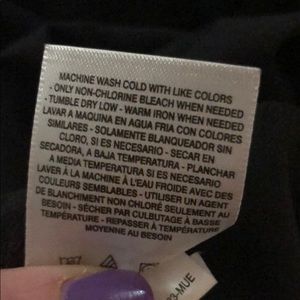 MACHINE WASH COLD WITH LIKE COLORS
- ONLY NON-CHLORINE BLEACH WHEN NEEDED
- TUMBLE DRY LOW - WARM IRON WHEN NEEDED
LAVAR A MAQUINA EN AGUA FRIA CON COLORES
SIMILARES - SOLAMENTE BLANQUEADOR SIN
CLORO, SI ES NECESARIO - SECAR EN
SECADORA, A BAJA TEMPERATURA - PLANCHAR
A MEDIA TEMPERATURA SI ES NECESARIO
LAVER À LA MACHINE À L'EAU FROIDE AVEC DES
COULEURS SEMBLABLES - UTILISER UN AGENT
DE BLANCHIMENT NON CHLORÉ SEULEMENT AU
BESOIN - SÉCHER PAR CULBUTAGE À BASSE
TEMPÉRATURE - REPASSER À TEMPÉRATURE
MOYENNE AU BESOIN
-MUE